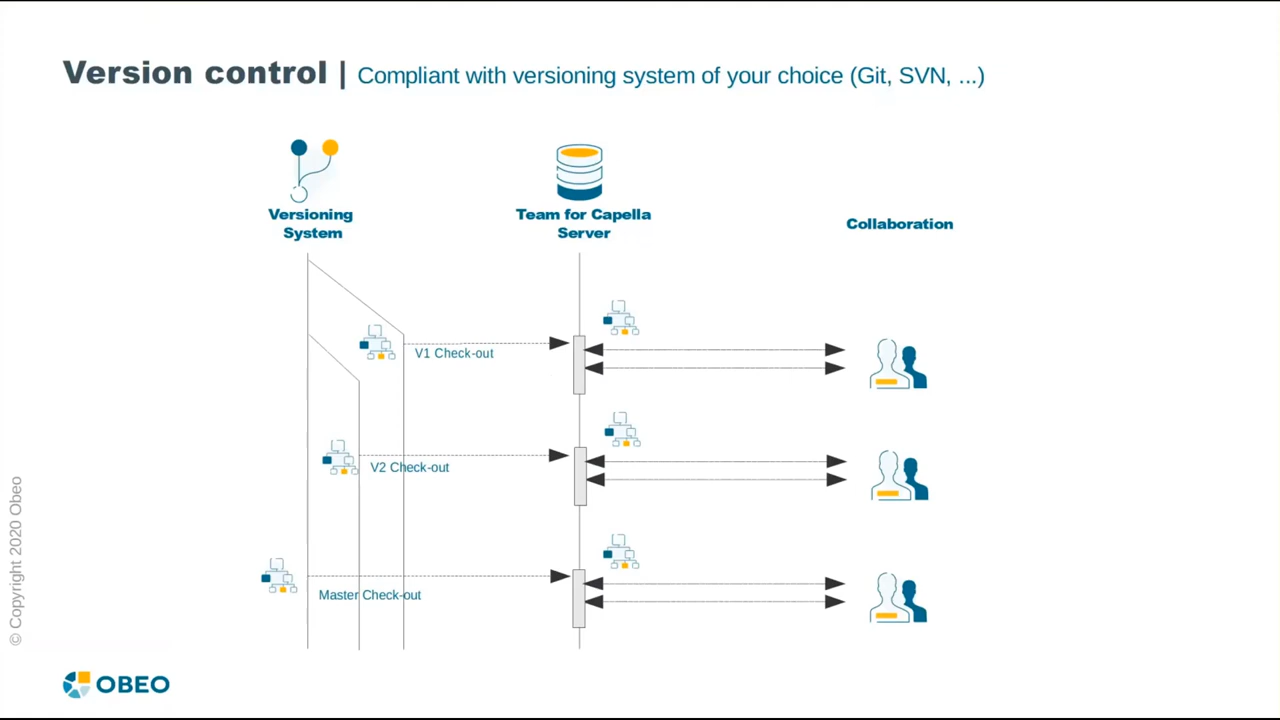 Version control | Compliant with versioning system of your choice (Git, SVN, ...)
Versioning
System
Team for Capella
Server
Collaboration
V1 Check-out
V2 Check-out
Master Check-out
© Copyright 2020 Obeo
OBEO